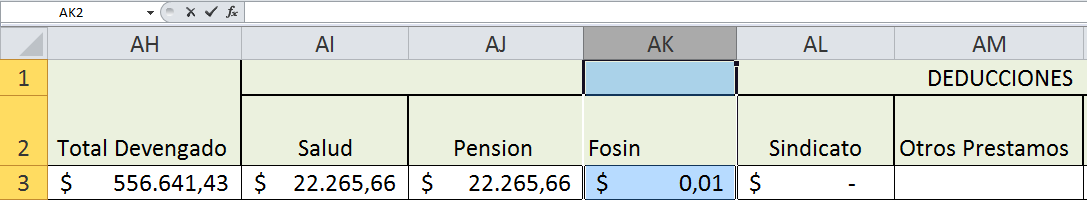 AK2 fx
AH AI AJ AK AL AM
1 DEDUCCIONES
2 Total Devengado Salud Pension Fosin Sindicato Otros Prestamos
3 $ 556.641,43 $ 22.265,66 $ 22.265,66 $ 0,01 $ -